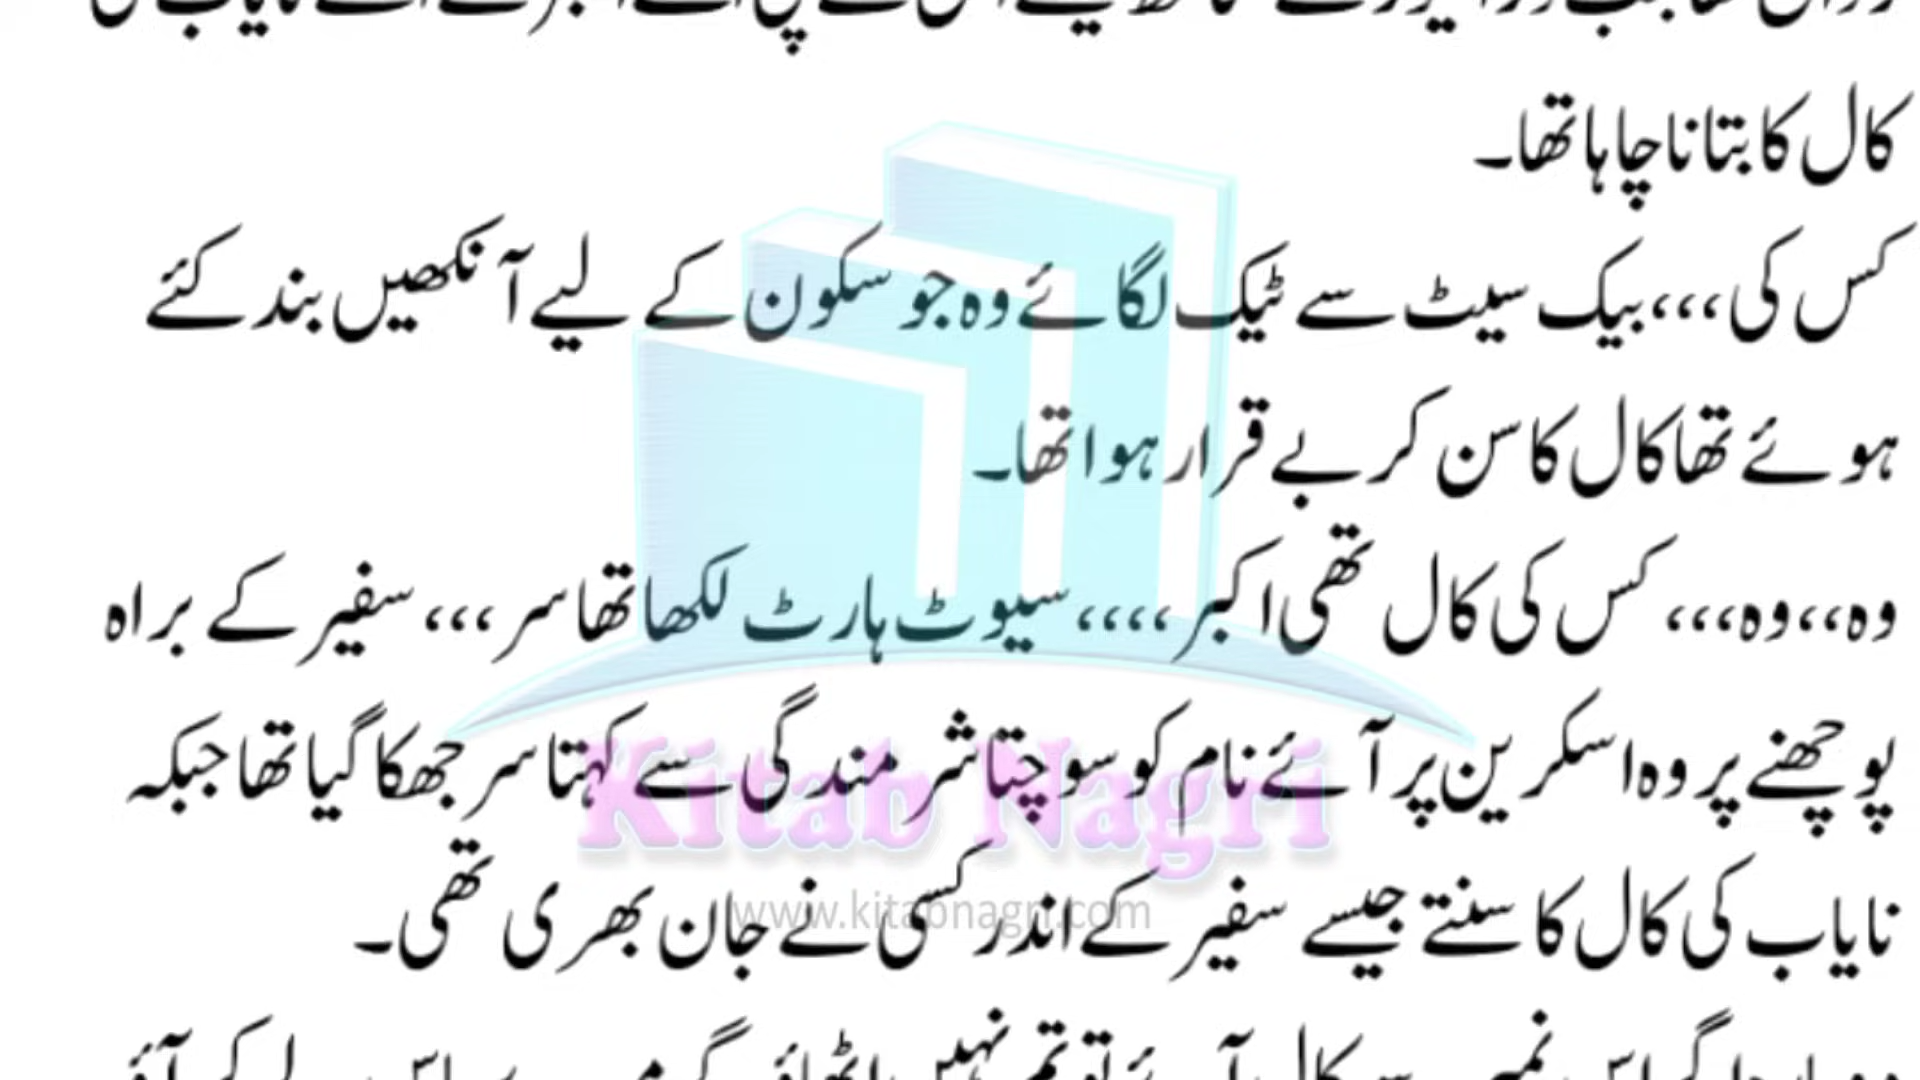 کال کا بتانا چاہا تھا۔
کس کی،،، بیک سیٹ سے ٹیک لگائے وہ جو سکون کے لیے آنکھیں بند کئے
ہوئے تھا کال کا سن کر بے قرار ہوا تھا۔
وہ،،وہ،،، کس کی کال تھی اکبر،،،، سیوٹ ہارٹ لکھا تھا سر،،، سفیر کے براہ
پوچھنے پر وہ اسکرین پر آئے نام کو سوچتا شرمندگی سے کہتا سر جھکا گیا تھا جبکہ
نایاب کی کال کا سنتے جیسے سفیر کے اندر کسی نے جان بھری تھی۔
Kitab Nagri
www.kitabnagri.com